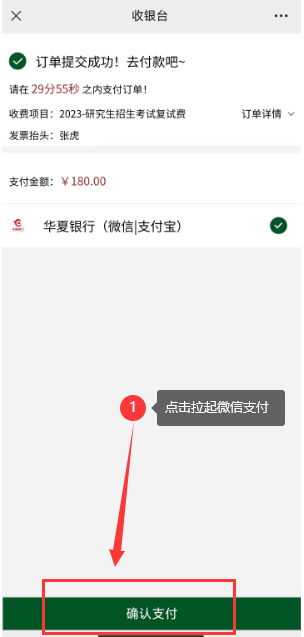 收银台
订单提交成功！去付款吧~
请在 29分55秒 之内支付订单！
收费项目：2023-研究生招生考试复试费 订单详情
发票抬头：张虎
支付金额：￥180.00
华夏银行（微信|支付宝）
1 点击拉起微信支付
确认支付